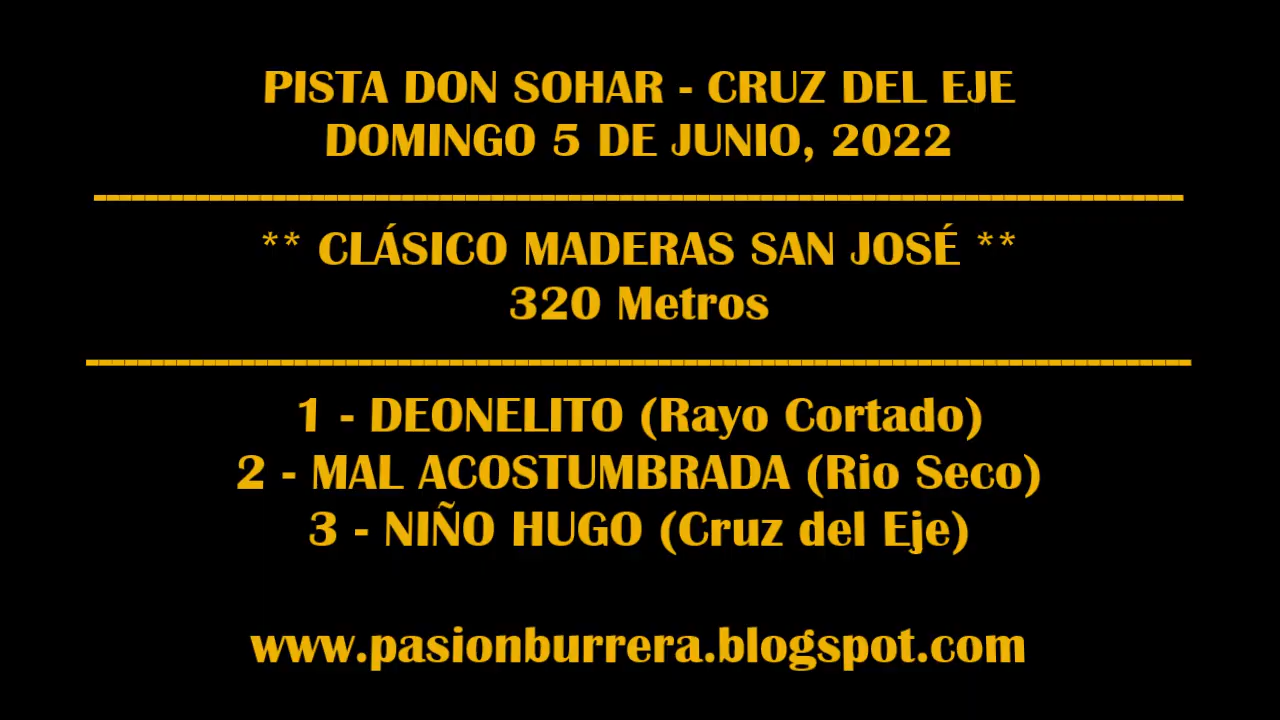 PISTA DON SOHAR - CRUZ DEL EJE
DOMINGO 5 DE JUNIO, 2022
** CLÁSICO MADERAS SAN JOSÉ **
320 Metros
1 - DEONELITO (Rayo Cortado)
2 - MAL ACOSTUMBRADA (Rio Seco)
3 - NIÑO HUGO (Cruz del Eje)
www.pasionburrera.blogspot.com